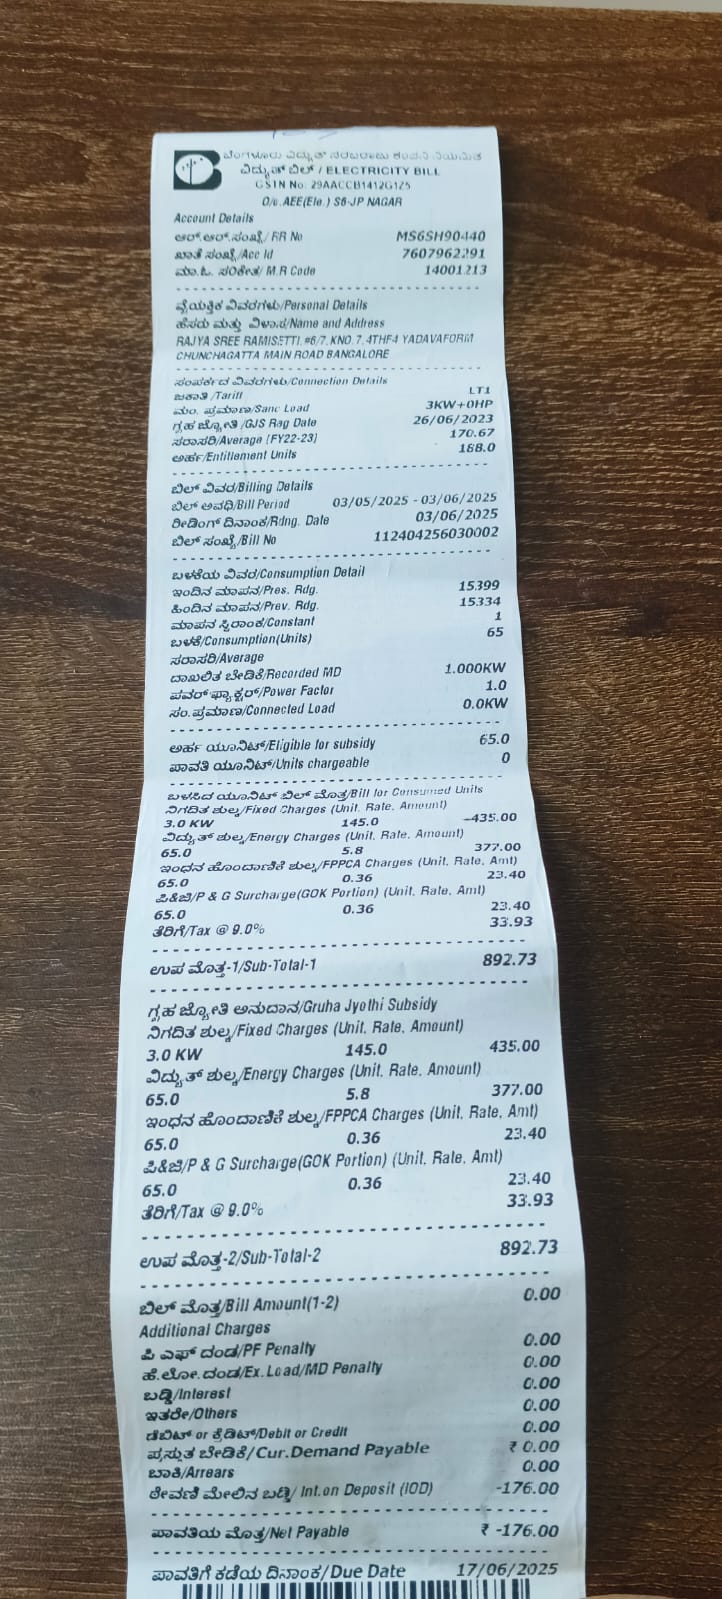 ಬೆಂಗಳೂರು ವಿದ್ಯುತ್ ಸರಬರಾಜು ಕಂಪನಿ ನಿಯಮಿತ
ವಿದ್ಯುತ್ ಬಿಲ್ / ELECTRICITY BILL
GSTN No. 29AACCB1412G1Z5
O/o. AEE(Ele.) S6-JP NAGAR
Account Details
ಆರ್.ಆರ್.ಸಂಖ್ಯೆ/ RR No MS6SH90440
ಖಾತೆ ಸಂಖ್ಯೆ/Acc Id 7607962291
ಮಾ.ಓ. ಸಂಕೇತ/ M.R Code 14001213
ವೈಯಕ್ತಿಕ ವಿವರಗಳು/Personal Details
ಹೆಸರು ಮತ್ತು ವಿಳಾಸ/Name and Address
RAJYA SREE RAMISETTI. #6/7. KNO. 7. 4THF4 YADAVAFORM
CHUNCHAGATTA MAIN ROAD BANGALORE
ಸಂಪರ್ಕದ ವಿವರಗಳು/Connection Details
ಜಕಾತಿ /Tariff LT1
ಮಂ. ಪ್ರಮಾಣ/Sanc Load 3KW+0HP
ಗೃಹ ಜ್ಯೋತಿ /GJS Reg Date 26/06/2023
ಸರಾಸರಿ/Average [FY22-23] 170.67
ಅರ್ಹ/Entitlement Units 188.0
ಬಿಲ್ ವಿವರ/Billing Details
ಬಿಲ್ ಅವಧಿ/Bill Period 03/05/2025 - 03/06/2025
ರೀಡಿಂಗ್ ದಿನಾಂಕ/Rdng. Date 03/06/2025
ಬಿಲ್ ಸಂಖ್ಯೆ/Bill No 112404256030002
ಬಳಕೆಯ ವಿವರ/Consumption Detail
ಇಂದಿನ ಮಾಪನ/Pres. Rdg. 15399
ಹಿಂದಿನ ಮಾಪನ/Prev. Rdg. 15334
ಮಾಪನ ಸ್ಥಿರಾಂಕ/Constant 1
ಬಳಕೆ/Consumption(Units) 65
ಸರಾಸರಿ/Average
ದಾಖಲಿತ ಬೇಡಿಕೆ/Recorded MD 1.000KW
ಪವರ್ ಫ್ಯಾಕ್ಟರ್/Power Factor 1.0
ಸಂ.ಪ್ರಮಾಣ/Connected Load 0.0KW
ಅರ್ಹ ಯೂನಿಟ್/Eligible for subsidy 65.0
ಪಾವತಿ ಯೂನಿಟ್/Units chargeable 0
ಬಳಸಿದ ಯೂನಿಟ್ ಬಿಲ್ ಮೊತ್ತ/Bill for Consumed Units
ನಿಗದಿತ ಶುಲ್ಕ/Fixed Charges (Unit. Rate, Amount)
3.0 KW 145.0 435.00
ವಿದ್ಯುತ್ ಶುಲ್ಕ/Energy Charges (Unit. Rate, Amount)
65.0 5.8 377.00
ಇಂಧನ ಹೊಂದಾಣಿಕೆ ಶುಲ್ಕ/FPPCA Charges (Unit, Rate, Amt)
65.0 0.36 23.40
ಪಿ&ಜಿ/P & G Surcharge(GOK Portion) (Unit, Rate, Amt)
65.0 0.36 23.40
ತೆರಿಗೆ/Tax @ 9.0% 33.93
ಉಪ ಮೊತ್ತ-1/Sub-Total-1 892.73
ಗೃಹ ಜ್ಯೋತಿ ಅನುದಾನ/Gruha Jyothi Subsidy
ನಿಗದಿತ ಶುಲ್ಕ/Fixed Charges (Unit. Rate, Amount)
3.0 KW 145.0 435.00
ವಿದ್ಯುತ್ ಶುಲ್ಕ/Energy Charges (Unit. Rate, Amount)
65.0 5.8 377.00
ಇಂಧನ ಹೊಂದಾಣಿಕೆ ಶುಲ್ಕ/FPPCA Charges (Unit. Rate, Amt)
65.0 0.36 23.40
ಪಿ&ಜಿ/P & G Surcharge(GOK Portion) (Unit. Rate, Amt)
65.0 0.36 23.40
ತೆರಿಗೆ/Tax @ 9.0% 33.93
ಉಪ ಮೊತ್ತ-2/Sub-Total-2 892.73
ಬಿಲ್ ಮೊತ್ತ/Bill Amount(1-2) 0.00
Additional Charges
ಪಿ ಎಫ್ ದಂಡ/PF Penalty 0.00
ಹೆ.ಲೋ. ದಂಡ/Ex. Load/MD Penalty 0.00
ಬಡ್ಡಿ/Interest 0.00
ಇತರೇ/Others 0.00
ಡೆಬಿಟ್ or ಕ್ರೆಡಿಟ್/Debit or Credit 0.00
ಪ್ರಸ್ತುತ ಬೇಡಿಕೆ/ Cur.Demand Payable ₹ 0.00
ಬಾಕಿ/Arrears 0.00
ಠೇವಣಿ ಮೇಲಿನ ಬಡ್ಡಿ/ Int.on Deposit (IOD) -176.00
ಪಾವತಿಯ ಮೊತ್ತ/Net Payable ₹ -176.00
ಪಾವತಿಗೆ ಕಡೆಯ ದಿನಾಂಕ/Due Date 17/06/2025